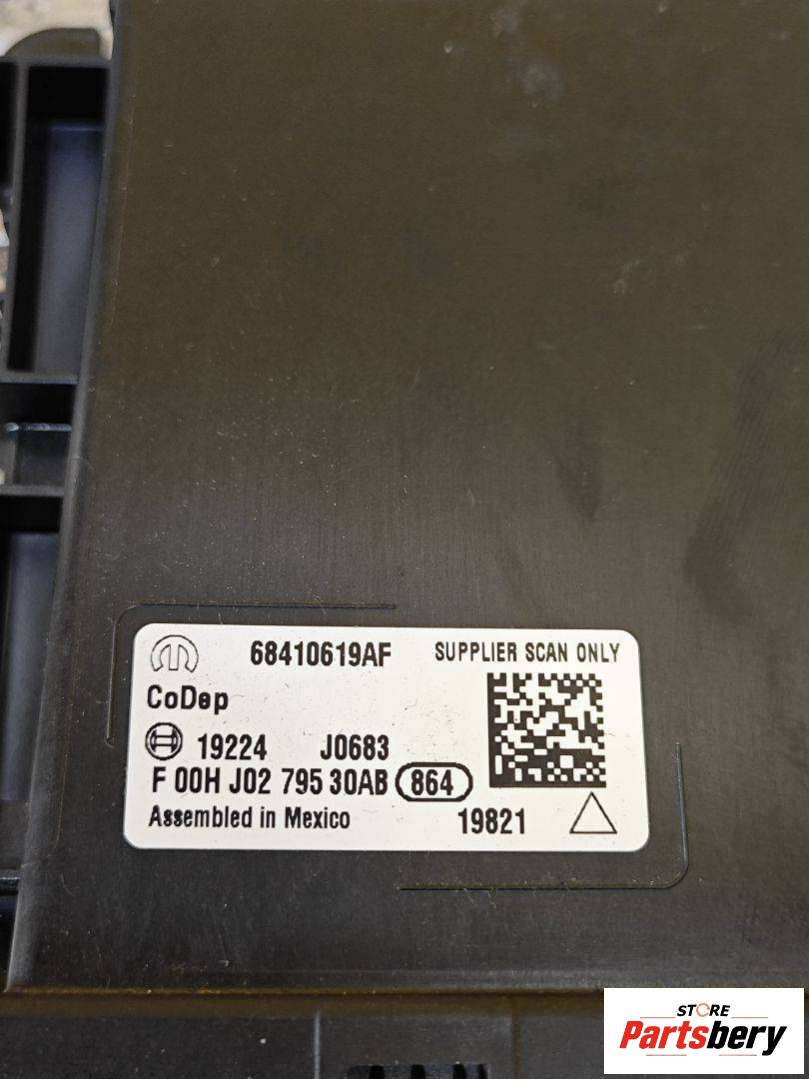 68410619AF SUPPLIER SCAN ONLY
CoDep
19224 J0683
F 00H J02 795 30AB 864
Assembled in Mexico 19821
STORE
Partsbery